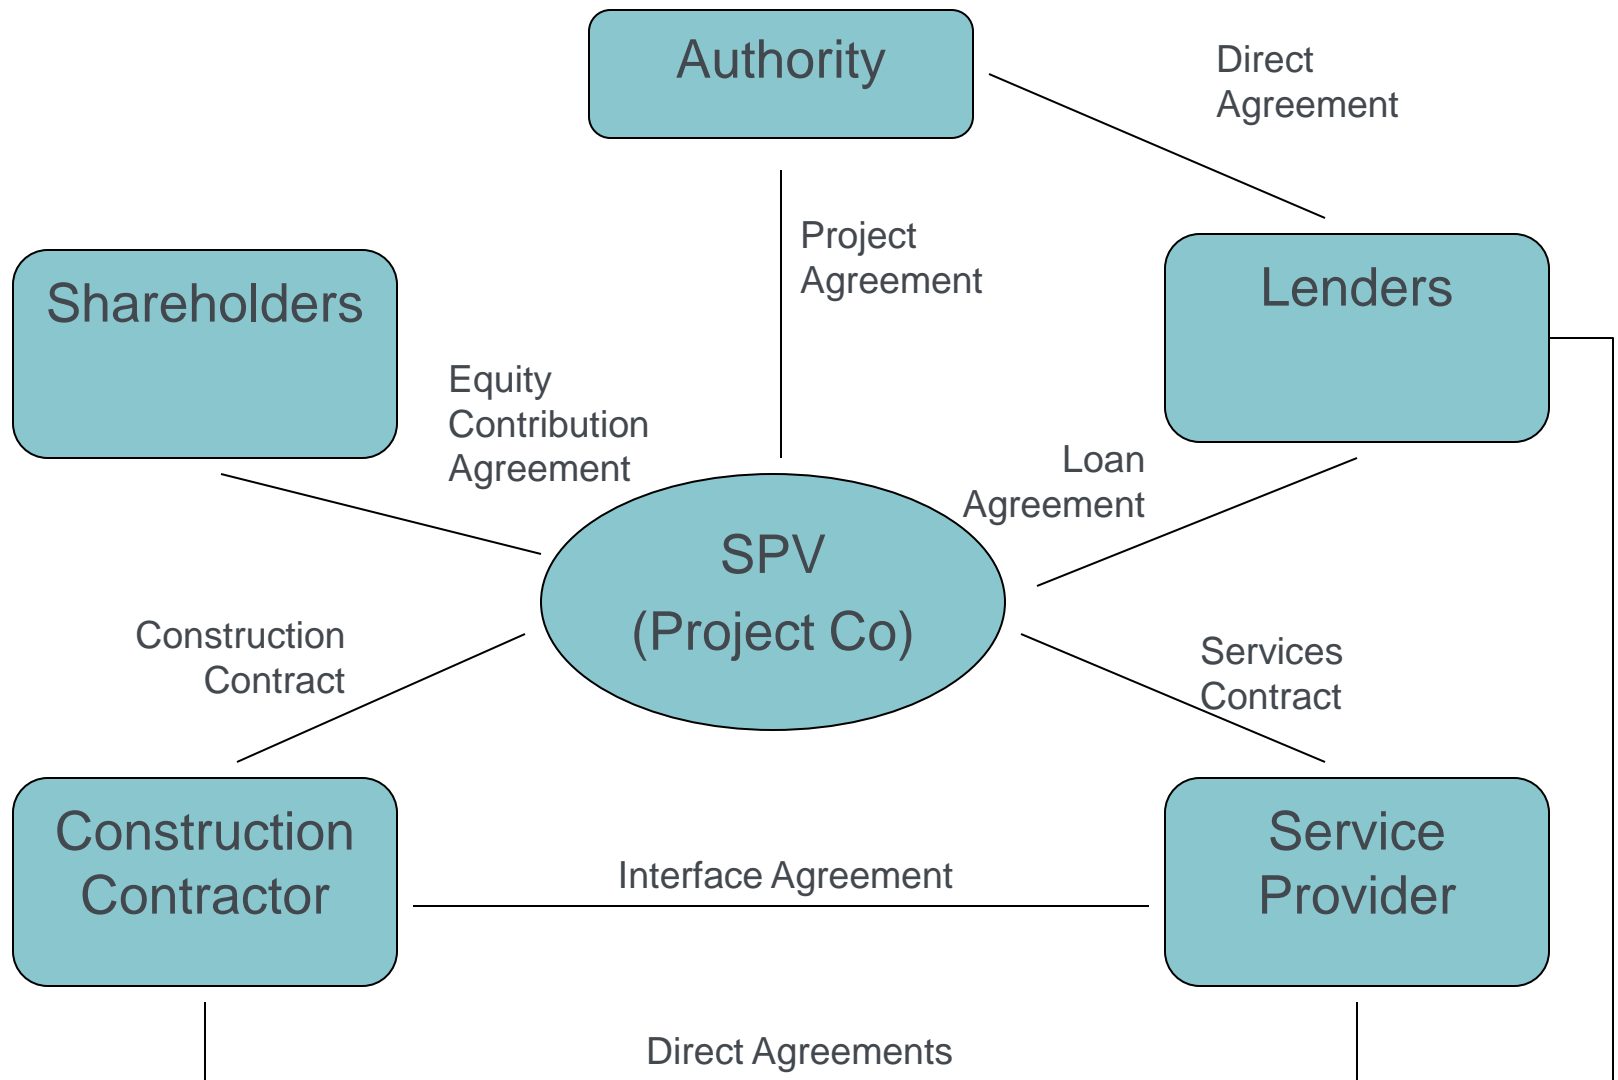 Authority
Direct
Agreement
Project
Agreement
Shareholders
Lenders
Equity
Contribution
Agreement
Loan
Agreement
SPV
(Project Co)
Construction
Contract
Services
Contract
Construction
Contractor
Service
Provider
Interface Agreement
Direct Agreements